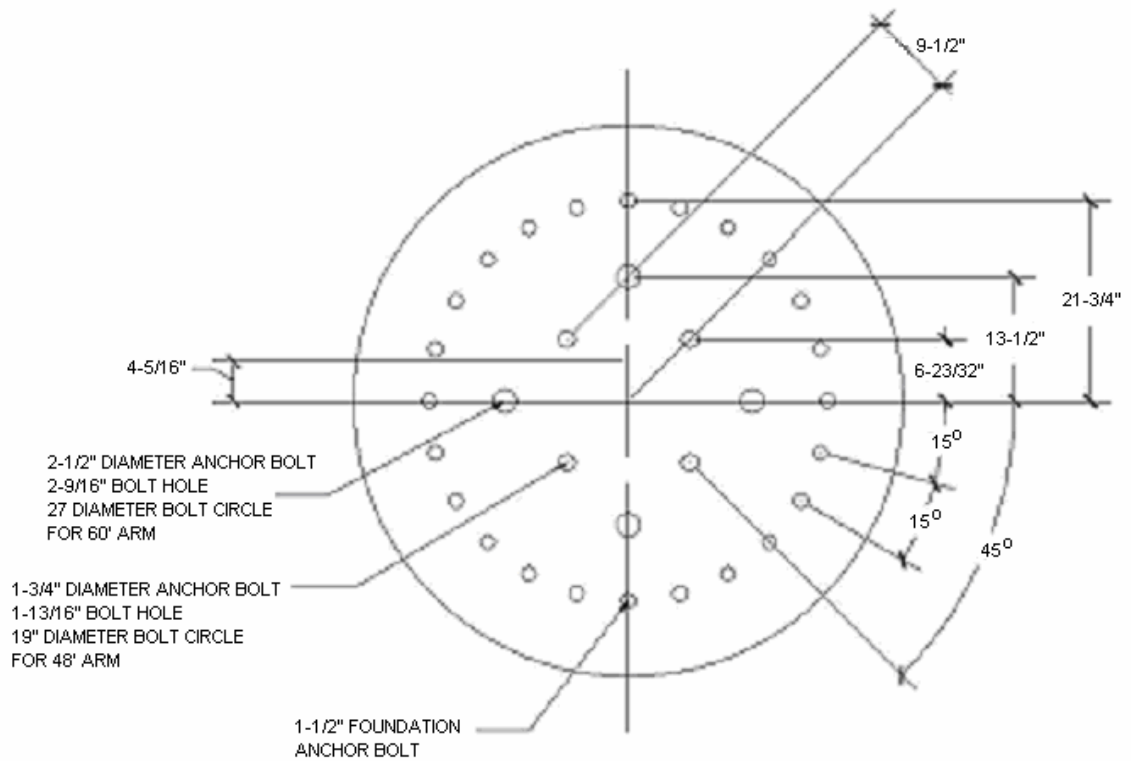 9-1/2"
21-3/4"
13-1/2"
4-5/16"
6-23/32"
15°
2-1/2" DIAMETER ANCHOR BOLT
2-9/16" BOLT HOLE
27 DIAMETER BOLT CIRCLE
FOR 60' ARM
15°
45°
1-3/4" DIAMETER ANCHOR BOLT
1-13/16" BOLT HOLE
19" DIAMETER BOLT CIRCLE
FOR 48' ARM
1-1/2" FOUNDATION
ANCHOR BOLT